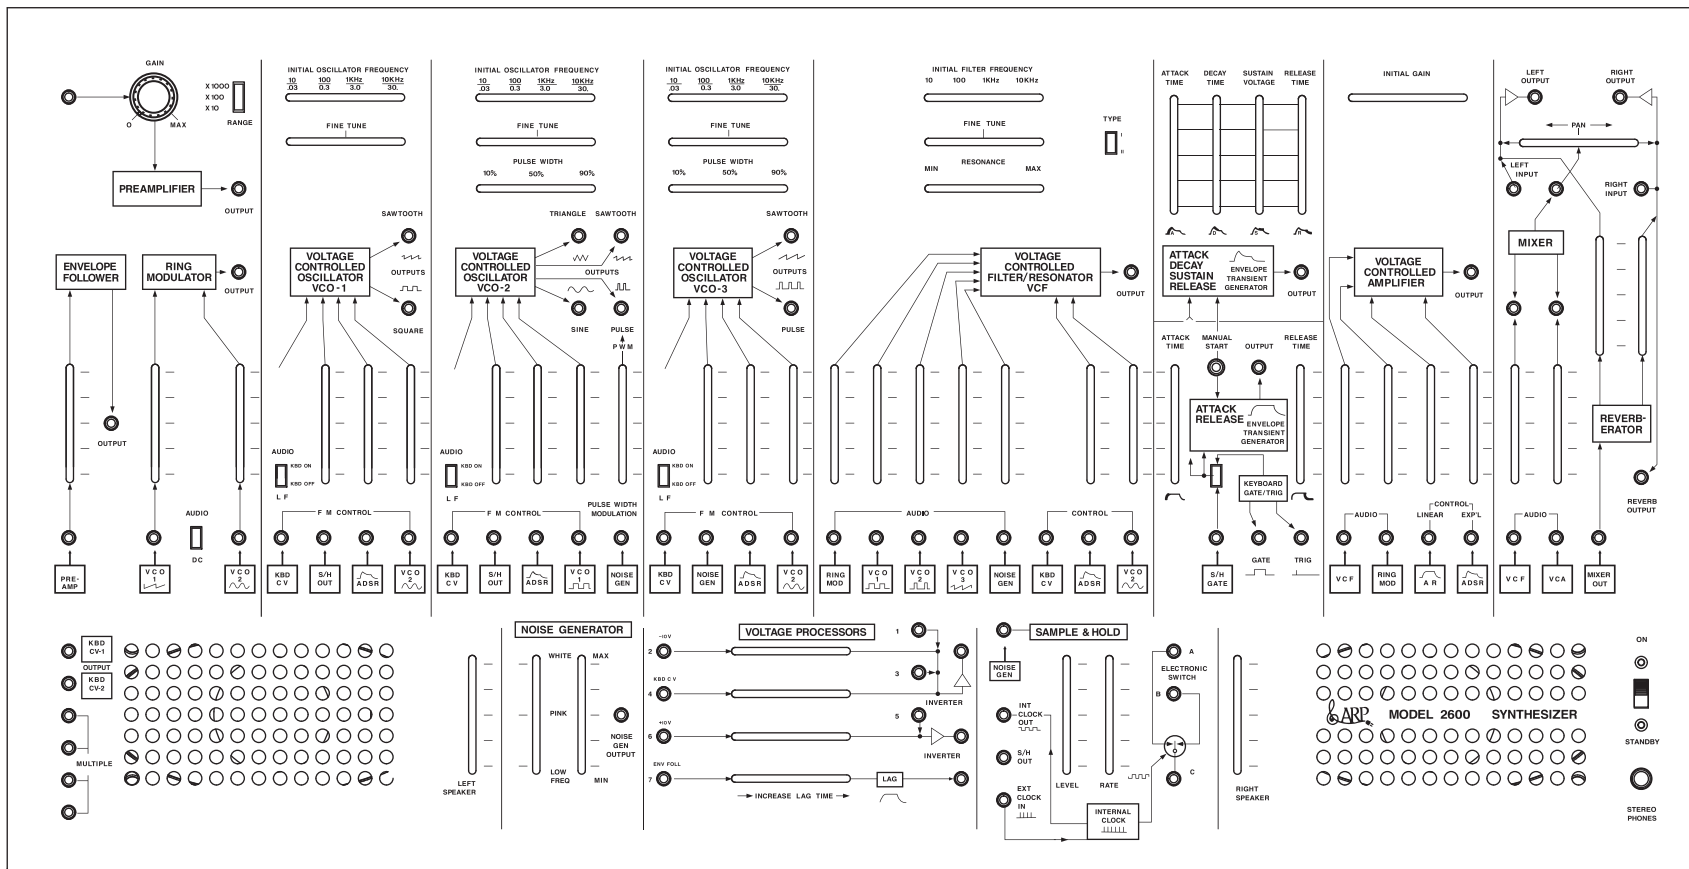 GAIN
X 1000
X 100
X 10
RANGE
O MAX
PREAMPLIFIER
OUTPUT
ENVELOPE
FOLLOWER
RING
MODULATOR
OUTPUT
OUTPUT
AUDIO
DC
PRE-
AMP
VCO
1
VCO
2
INITIAL OSCILLATOR FREQUENCY
10 100 1KHz 10KHz
.03 0.3 3.0 30.
FINE TUNE
SAWTOOTH
VOLTAGE
CONTROLLED
OSCILLATOR
VCO-1
OUTPUTS
SQUARE
AUDIO
KBD ON
KBD OFF
L F
F M CONTROL
KBD
CV
S/H
OUT
ADSR
VCO
2
INITIAL OSCILLATOR FREQUENCY
10 100 1KHz 10KHz
.03 0.3 3.0 30.
FINE TUNE
PULSE WIDTH
10% 50% 90%
TRIANGLE SAWTOOTH
VOLTAGE
CONTROLLED
OSCILLATOR
VCO-2
OUTPUTS
SINE PULSE
P W M
AUDIO
KBD ON
KBD OFF
L F
PULSE WIDTH
MODULATION
F M CONTROL
KBD
CV
S/H
OUT
ADSR
VCO
1
NOISE
GEN
INITIAL OSCILLATOR FREQUENCY
10 100 1KHz 10KHz
.03 0.3 3.0 30.
FINE TUNE
PULSE WIDTH
10% 50% 90%
SAWTOOTH
VOLTAGE
CONTROLLED
OSCILLATOR
VCO-3
OUTPUTS
PULSE
AUDIO
KBD ON
KBD OFF
L F
F M CONTROL
KBD
CV
NOISE
GEN
ADSR
VCO
2
INITIAL FILTER FREQUENCY
10 100 1KHz 10KHz
FINE TUNE
RESONANCE
MIN MAX
TYPE
I
II
VOLTAGE
CONTROLLED
FILTER/RESONATOR
VCF
OUTPUT
AUDIO
CONTROL
RING
MOD
VCO
1
VCO
2
VCO
3
NOISE
GEN
KBD
CV
ADSR
VCO
2
ATTACK
TIME
DECAY
TIME
SUSTAIN
VOLTAGE
RELEASE
TIME
A D S R
ATTACK
DECAY
SUSTAIN
RELEASE
ENVELOPE
TRANSIENT
GENERATOR
OUTPUT
ATTACK
TIME
MANUAL
START
OUTPUT
RELEASE
TIME
ATTACK
RELEASE
ENVELOPE
TRANSIENT
GENERATOR
KEYBOARD
GATE/TRIG
GATE TRIG
S/H
GATE
INITIAL GAIN
VOLTAGE
CONTROLLED
AMPLIFIER
OUTPUT
AUDIO
CONTROL
LINEAR EXP'L
VCF
RING
MOD
A R
ADSR
LEFT
OUTPUT
RIGHT
OUTPUT
PAN
LEFT
INPUT
RIGHT
INPUT
MIXER
REVERB-
ERATOR
REVERB
OUTPUT
AUDIO
VCF
VCA
MIXER
OUT
KBD
CV-1
OUTPUT
KBD
CV-2
MULTIPLE
LEFT
SPEAKER
NOISE GENERATOR
WHITE MAX
PINK
LOW
FREQ
MIN
NOISE
GEN
OUTPUT
VOLTAGE PROCESSORS
-10V
2
KBD CV
4
+10V
6
ENV FOLL
7
1
3
5
INVERTER
INVERTER
LAG
INCREASE LAG TIME
SAMPLE & HOLD
NOISE
GEN
INT
CLOCK
OUT
S/H
OUT
EXT
CLOCK
IN
LEVEL RATE
INTERNAL
CLOCK
A
ELECTRONIC
SWITCH
B
C
RIGHT
SPEAKER
ARP MODEL 2600 SYNTHESIZER
ON
STANDBY
STEREO
PHONES